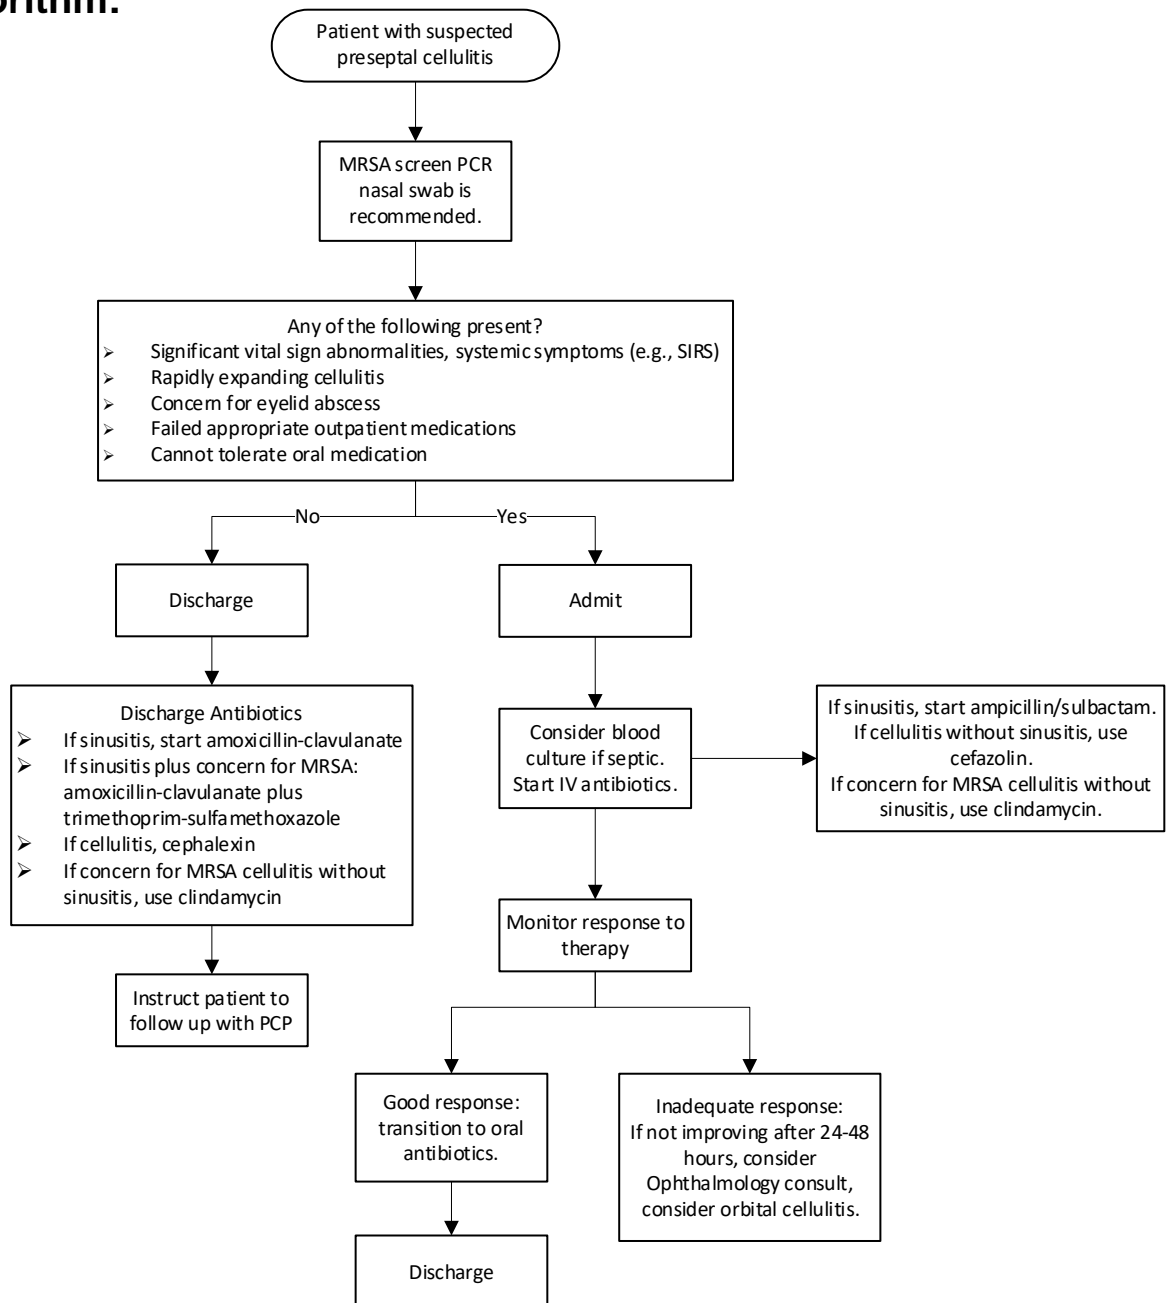 Patient with suspected
preseptal cellulitis
MRSA screen PCR
nasal swab is
recommended.
Any of the following present?
➢ Significant vital sign abnormalities, systemic symptoms (e.g., SIRS)
➢ Rapidly expanding cellulitis
➢ Concern for eyelid abscess
➢ Failed appropriate outpatient medications
➢ Cannot tolerate oral medication
No
Yes
Discharge
Admit
Discharge Antibiotics
➢ If sinusitis, start amoxicillin-clavulanate
➢ If sinusitis plus concern for MRSA:
amoxicillin-clavulanate plus
trimethoprim-sulfamethoxazole
➢ If cellulitis, cephalexin
➢ If concern for MRSA cellulitis without
sinusitis, use clindamycin
Consider blood
culture if septic.
Start IV antibiotics.
If sinusitis, start ampicillin/sulbactam.
If cellulitis without sinusitis, use
cefazolin.
If concern for MRSA cellulitis without
sinusitis, use clindamycin.
Monitor response to
therapy
Instruct patient to
follow up with PCP
Good response:
transition to oral
antibiotics.
Inadequate response:
If not improving after 24-48
hours, consider
Ophthalmology consult,
consider orbital cellulitis.
Discharge